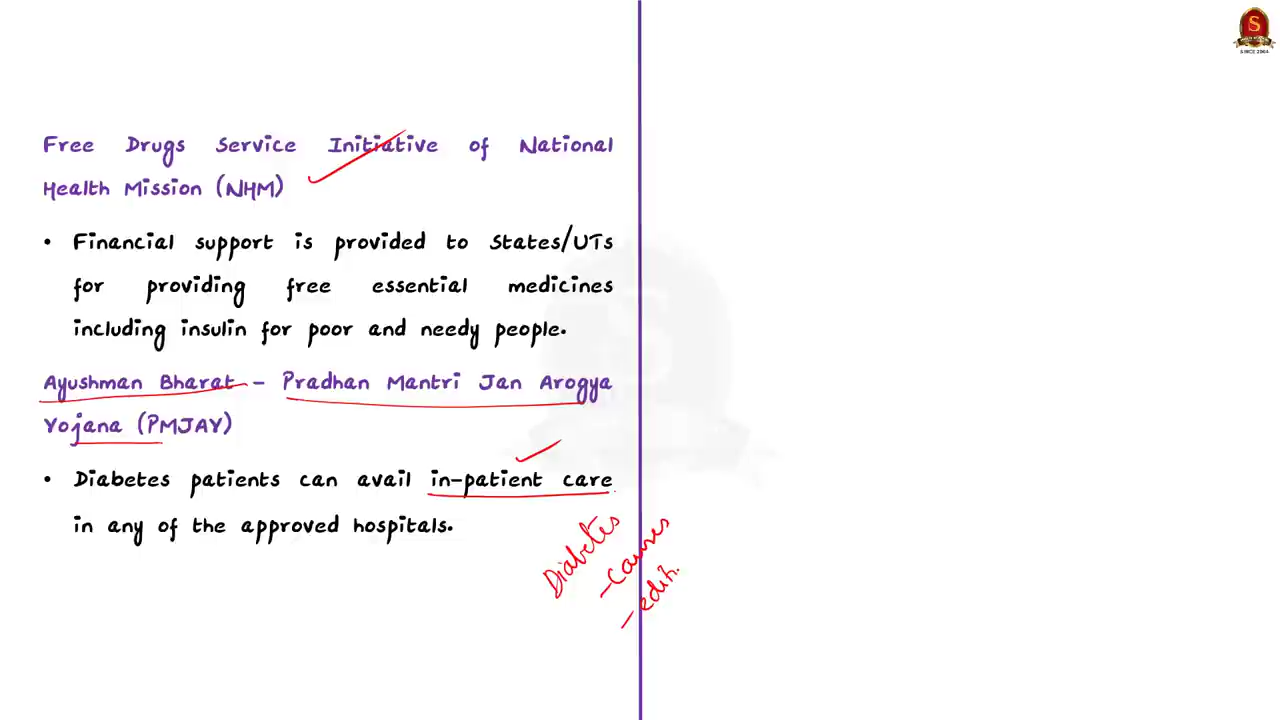 Free Drugs Service Initiative of National
Health Mission (NHM)
• Financial support is provided to States/UTs
for providing free essential medicines
including insulin for poor and needy people.
Ayushman Bharat – Pradhan Mantri Jan Arogya
Yojana (PMJAY)
• Diabetes patients can avail in-patient care
in any of the approved hospitals.
Diabetes
- Causes
S
SINCE 2004